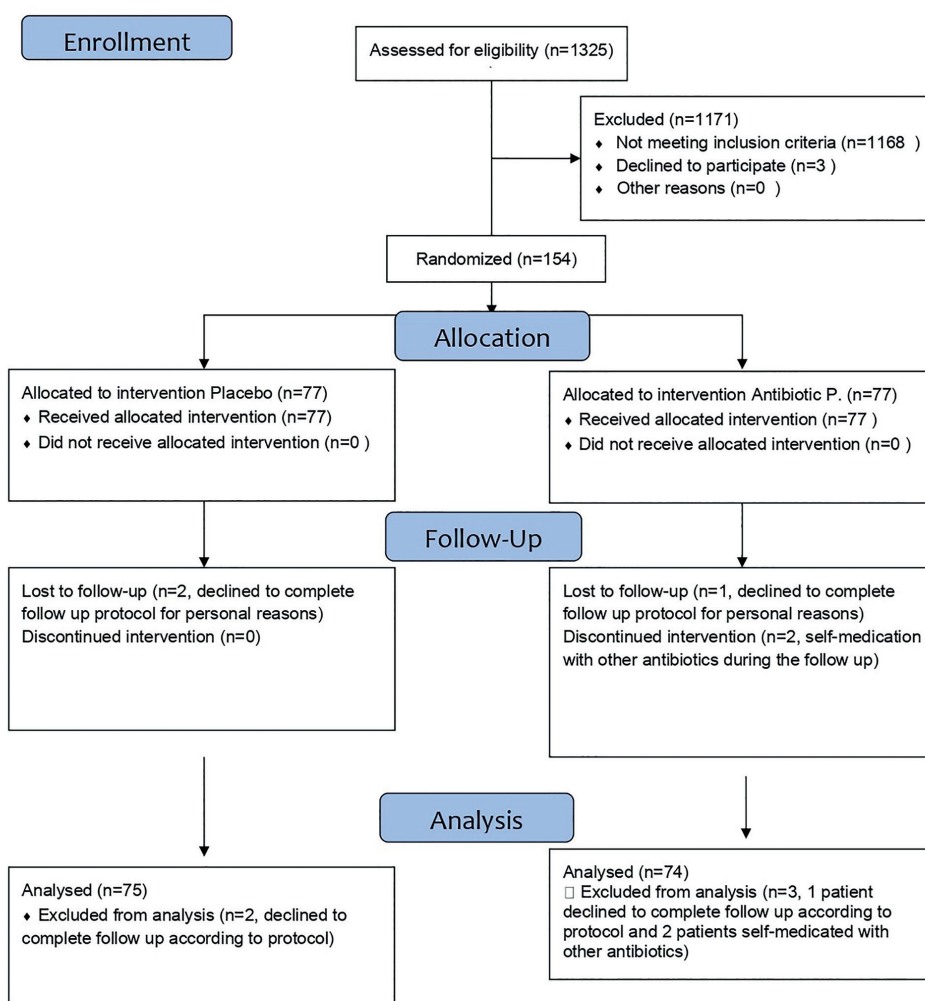 Enrollment
Assessed for eligibility (n=1325)
Excluded (n=1171)
♦ Not meeting inclusion criteria (n=1168 )
♦ Declined to participate (n=3 )
♦ Other reasons (n=0 )
Randomized (n=154)
Allocation
Allocated to intervention Placebo (n=77)
♦ Received allocated intervention (n=77)
♦ Did not receive allocated intervention (n=0 )
Allocated to intervention Antibiotic P. (n=77)
♦ Received allocated intervention (n=77 )
♦ Did not receive allocated intervention (n=0 )
Follow-Up
Lost to follow-up (n=2, declined to complete
follow up protocol for personal reasons)
Discontinued intervention (n=0)
Lost to follow-up (n=1, declined to complete
follow up protocol for personal reasons)
Discontinued intervention (n=2, self-medication
with other antibiotics during the follow up)
Analysis
Analysed (n=75)
♦ Excluded from analysis (n=2, declined to
complete follow up according to protocol)
Analysed (n=74)
□ Excluded from analysis (n=3, 1 patient
declined to complete follow up according to
protocol and 2 patients self-medicated with
other antibiotics)